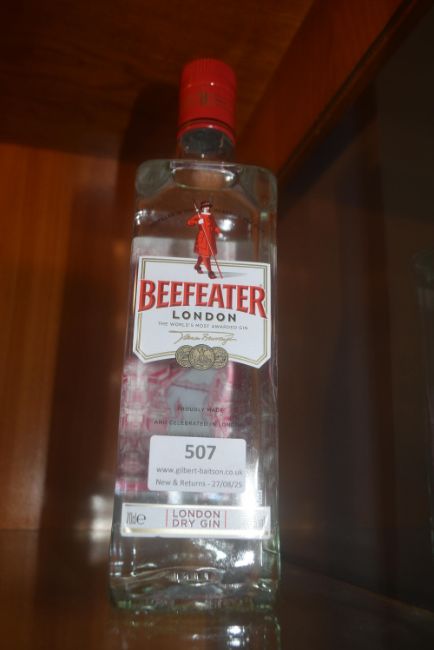 BEEFEATER
LONDON
THE WORLD'S MOST AWARDED GIN
PROUDLY MADE
AND CELEBRATED IN LONDON
507
www.gilbert-baitson.co.uk
New & Returns - 27/08/25
70cl e
LONDON
DRY GIN